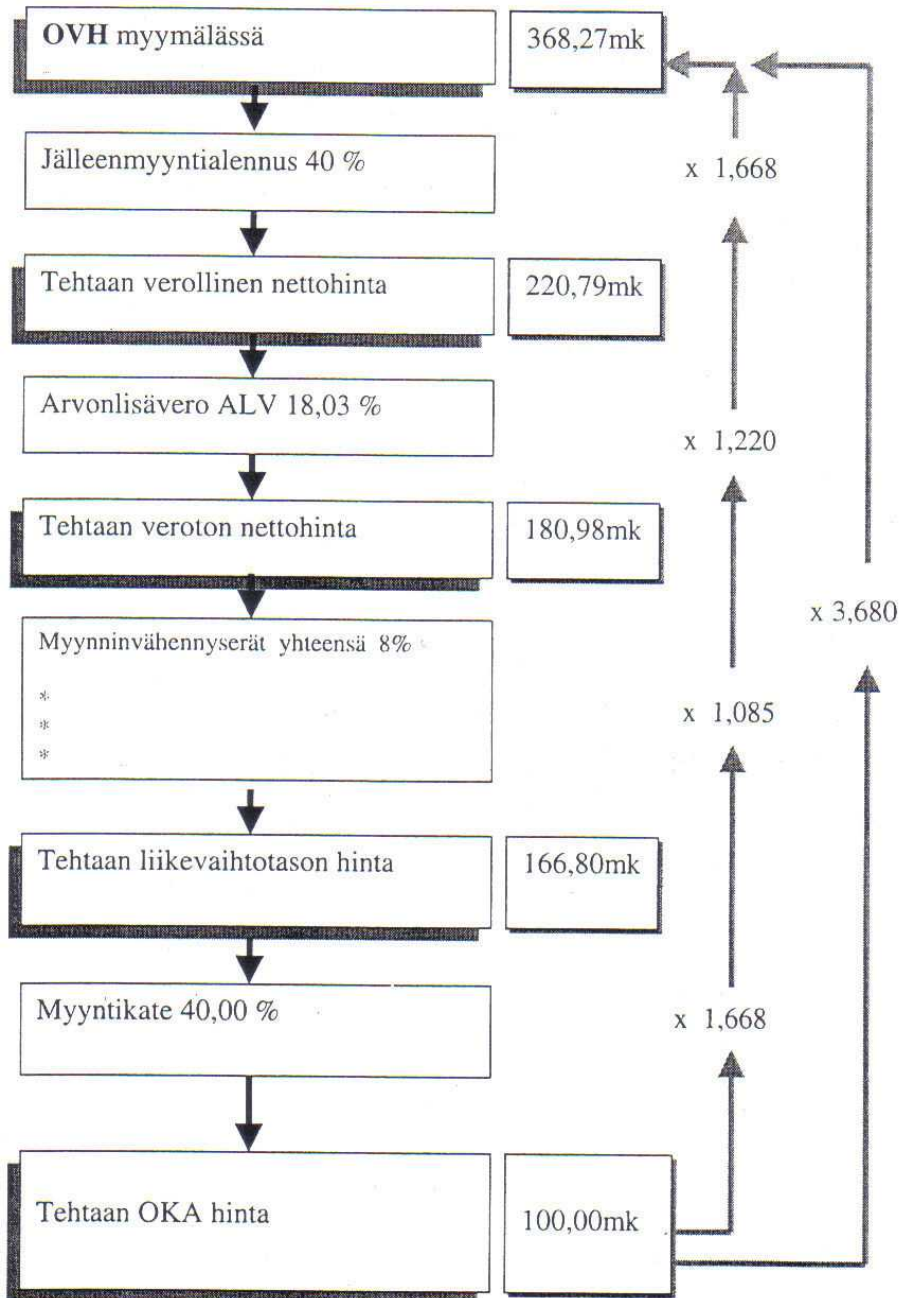 OVH myymälässä
368,27mk
Jälleenmyyntialennus 40 %
x 1,668
Tehtaan verollinen nettohinta
220,79mk
Arvonlisävero ALV 18,03 %
x 1,220
Tehtaan veroton nettohinta
180,98mk
x 3,680
Myynninvähennyserät yhteensä 8%
*
*
*
x 1,085
Tehtaan liikevaihtotason hinta
166,80mk
Myyntikate 40,00 %
x 1,668
Tehtaan OKA hinta
100,00mk